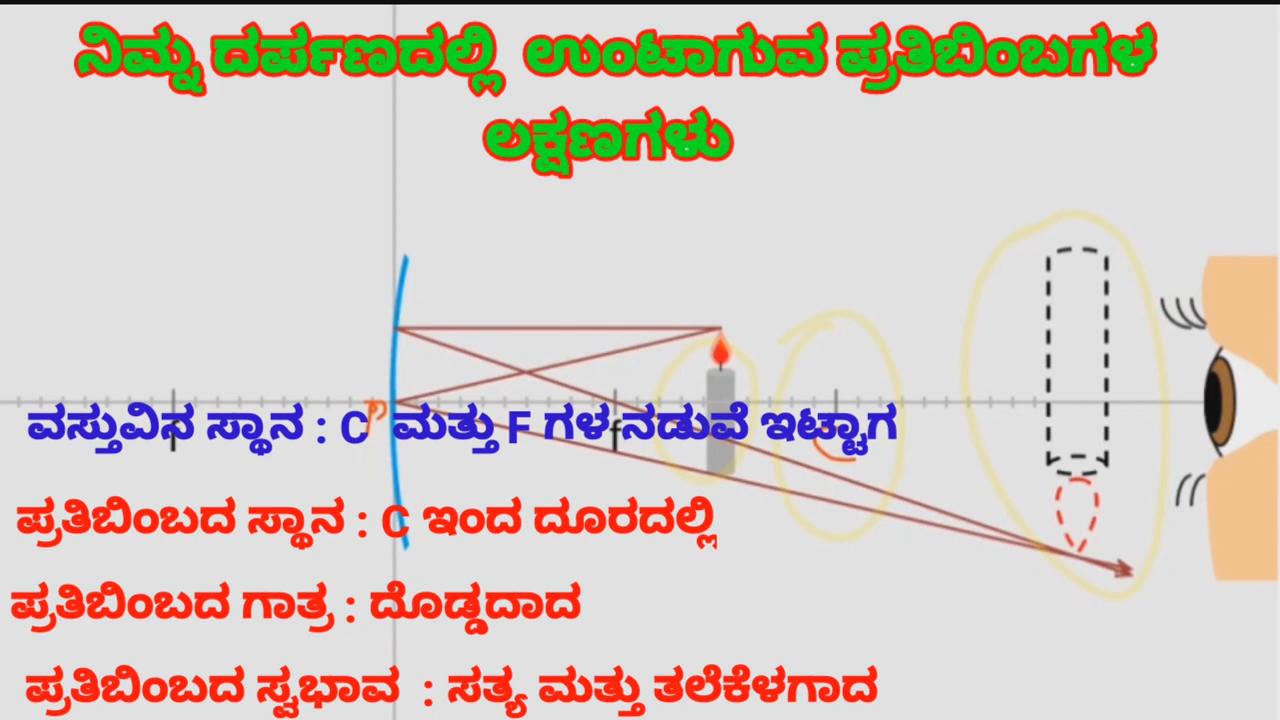 ನಿಮ್ನ ದರ್ಪಣದಲ್ಲಿ ಉಂಟಾಗುವ ಪ್ರತಿಬಿಂಬಗಳ
ಲಕ್ಷಣಗಳು
P
ವಸ್ತುವಿನ ಸ್ಥಾನ : C ಮತ್ತು F ಗಳ ನಡುವೆ ಇಟ್ಟಾಗ
f
ಪ್ರತಿಬಿಂಬದ ಸ್ಥಾನ : C ಇಂದ ದೂರದಲ್ಲಿ
ಪ್ರತಿಬಿಂಬದ ಗಾತ್ರ : ದೊಡ್ಡದಾದ
ಪ್ರತಿಬಿಂಬದ ಸ್ವಭಾವ : ಸತ್ಯ ಮತ್ತು ತಲೆಕೆಳಗಾದ